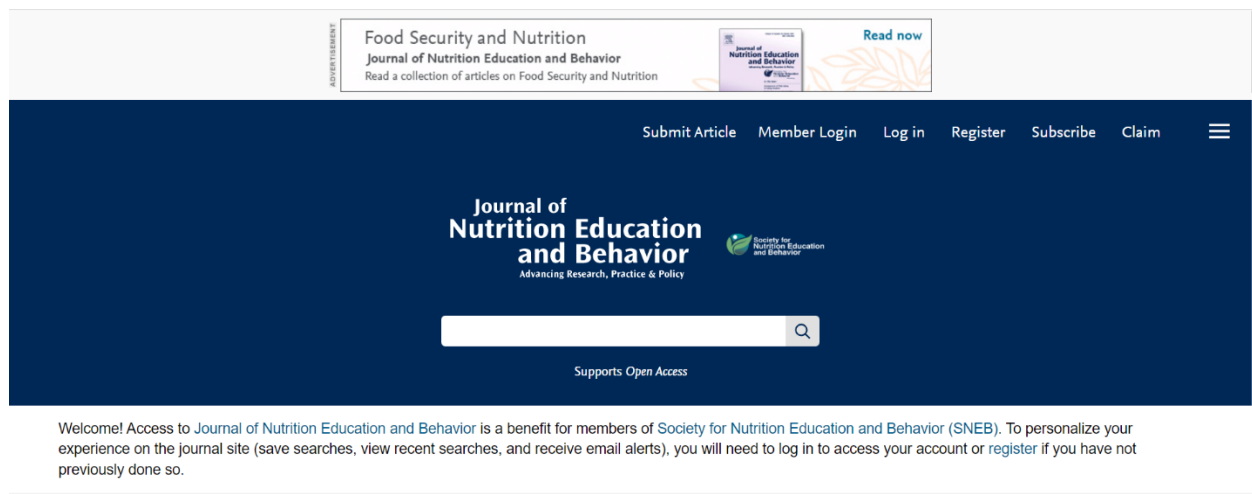 ADVERTISEMENT
Food Security and Nutrition
Journal of Nutrition Education and Behavior
Read a collection of articles on Food Security and Nutrition
Journal of
Nutrition Education
and Behavior
Read now
Submit Article Member Login Log in Register Subscribe Claim
Journal of
Nutrition Education
and Behavior
Advancing Research, Practice & Policy
Society for
Nutrition Education
and Behavior
Supports Open Access
Welcome! Access to Journal of Nutrition Education and Behavior is a benefit for members of Society for Nutrition Education and Behavior (SNEB). To personalize your
experience on the journal site (save searches, view recent searches, and receive email alerts), you will need to log in to access your account or register if you have not
previously done so.